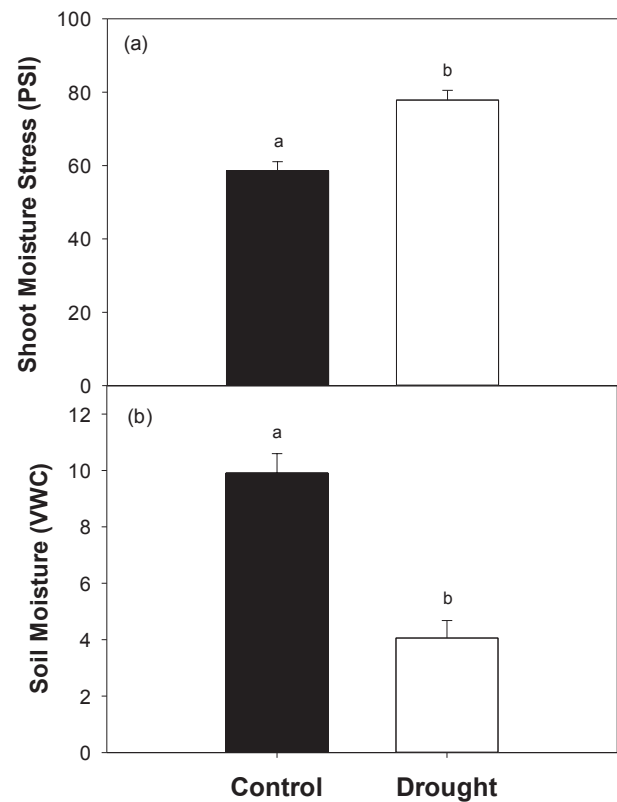 100
(a)
b
80
a
60
40
20
0
Shoot Moisture Stress (PSI)
(b)
12
a
10
8
6
b
4
2
0
Soil Moisture (VWC)
Control Drought